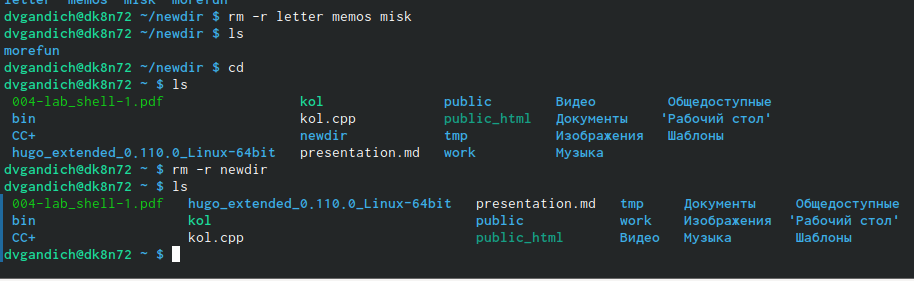 letter memos misk morefun
dvgandich@dk8n72 ~/newdir $ rm -r letter memos misk
dvgandich@dk8n72 ~/newdir $ ls
morefun
dvgandich@dk8n72 ~/newdir $ cd
dvgandich@dk8n72 ~ $ ls
004-lab_shell-1.pdf kol public Видео Общедоступные
bin kol.cpp public_html Документы 'Рабочий стол'
CC+ newdir tmp Изображения Шаблоны
hugo_extended_0.110.0_Linux-64bit presentation.md work Музыка
dvgandich@dk8n72 ~ $ rm -r newdir
dvgandich@dk8n72 ~ $ ls
004-lab_shell-1.pdf hugo_extended_0.110.0_Linux-64bit presentation.md tmp Документы Общедоступные
bin kol public work Изображения 'Рабочий стол'
CC+ kol.cpp public_html Видео Музыка Шаблоны
dvgandich@dk8n72 ~ $